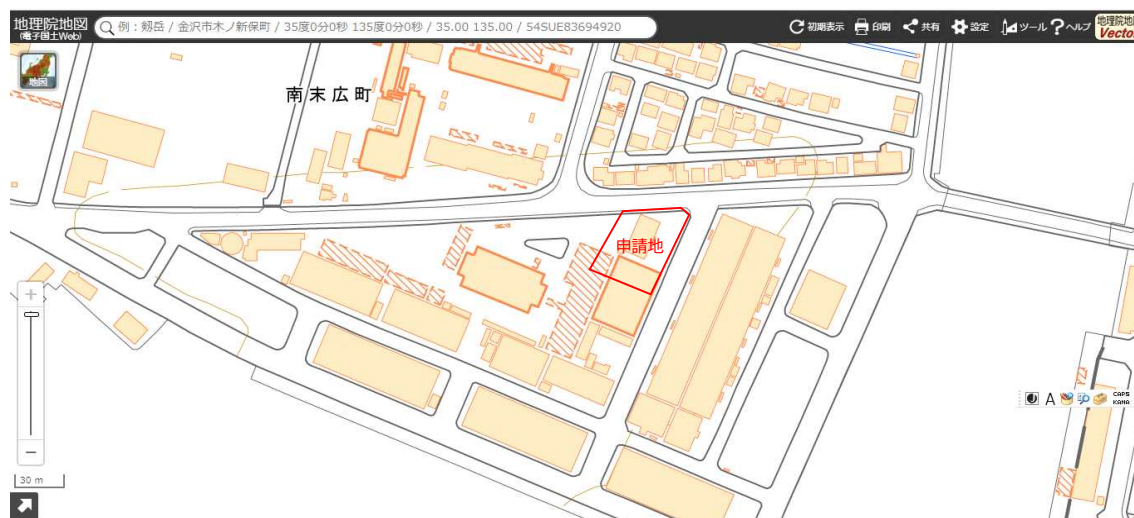 地理院地図
(電子国土Web)
例：剱岳 / 金沢市木ノ新保町 / 35度0分0秒 135度0分0秒 / 35.00 135.00 / 54SUE83694920
初期表示 印刷 共有 設定 ツール ヘルプ
地理院地
Vecto
地図
南末広町
申請地
A
CAPS
KANA
30 m